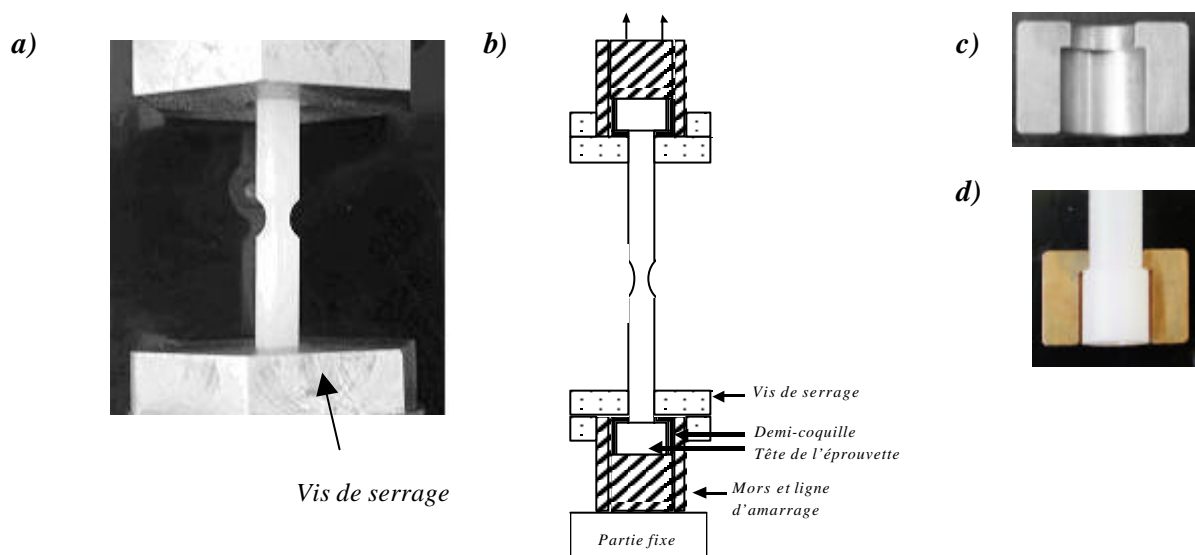 a)
b)
c)
d)
Vis de serrage
Demi-coquille
Tête de l'éprouvette
Mors et ligne
d'amarrage
Partie fixe
Vis de serrage